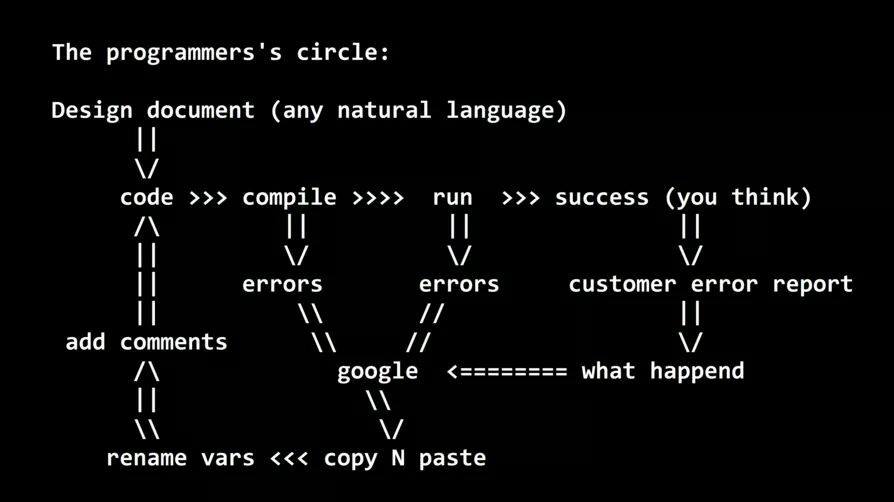 The programmers's circle:
Design document (any natural language)
||
\/
code >>> compile >>>> run >>> success (you think)
/\ || || ||
|| \/ \/ \/
|| errors errors customer error report
|| \\ // ||
add comments \\ // \/
/\ google <======== what happend
|| \\
\\ \/
rename vars <<< copy N paste